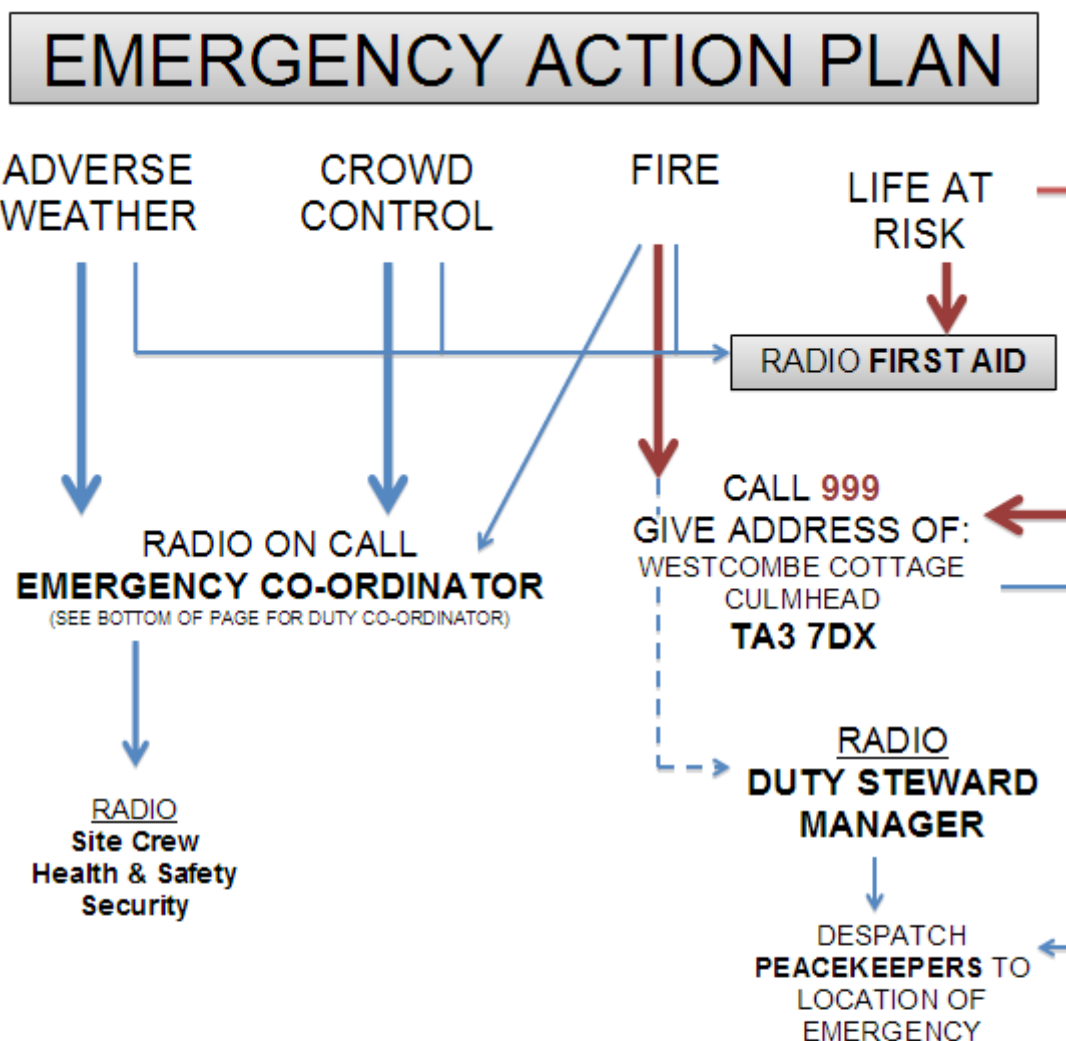 EMERGENCY ACTION PLAN
ADVERSE
WEATHER
CROWD
CONTROL
FIRE
LIFE AT
RISK
RADIO FIRST AID
CALL 999
GIVE ADDRESS OF:
WESTCOMBE COTTAGE
CULMHEAD
TA3 7DX
RADIO ON CALL
EMERGENCY CO-ORDINATOR
(SEE BOTTOM OF PAGE FOR DUTY CO-ORDINATOR)
RADIO
DUTY STEWARD
MANAGER
RADIO
Site Crew
Health & Safety
Security
DESPATCH
PEACEKEEPERS TO
LOCATION OF
EMERGENCY